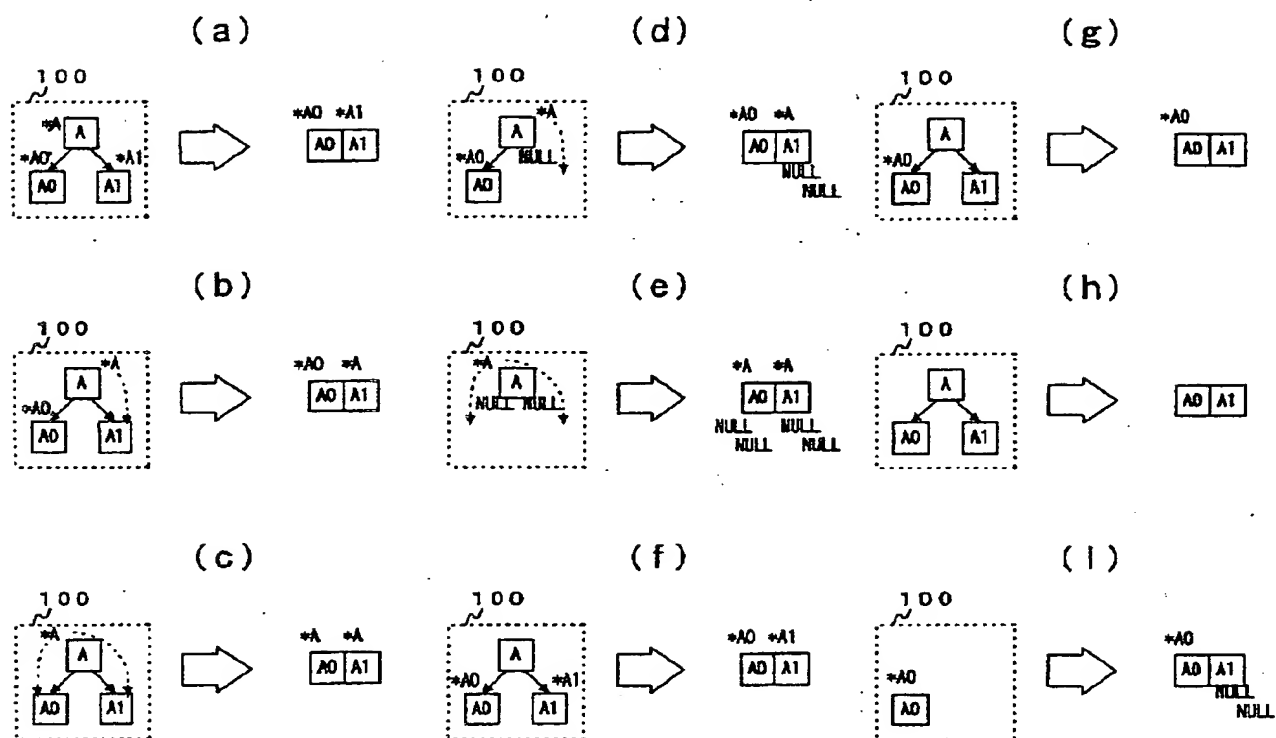 (a)
100
*A
A
*A0
*A1
A0
A1
*A0 *A1
A0 A1
(b)
100
*A
A
*A0
A0
A1
*A0 *A
A0 A1
(c)
100
*A
A
A0
A1
*A *A
A0 A1
(d)
100
*A
A
*A0
NULL
A0
*A0 *A
A0 A1
NULL
NULL
(e)
100
*A
A
NULL NULL
*A *A
A0 A1
NULL NULL
NULL NULL
(f)
100
A
*A0
*A1
A0
A1
*A0 *A1
A0 A1
(g)
100
A
*A0
A0
A1
*A0
A0 A1
(h)
100
A
A0
A1
A0 A1
(l)
100
*A0
A0
*A0
A0 A1
NULL
NULL